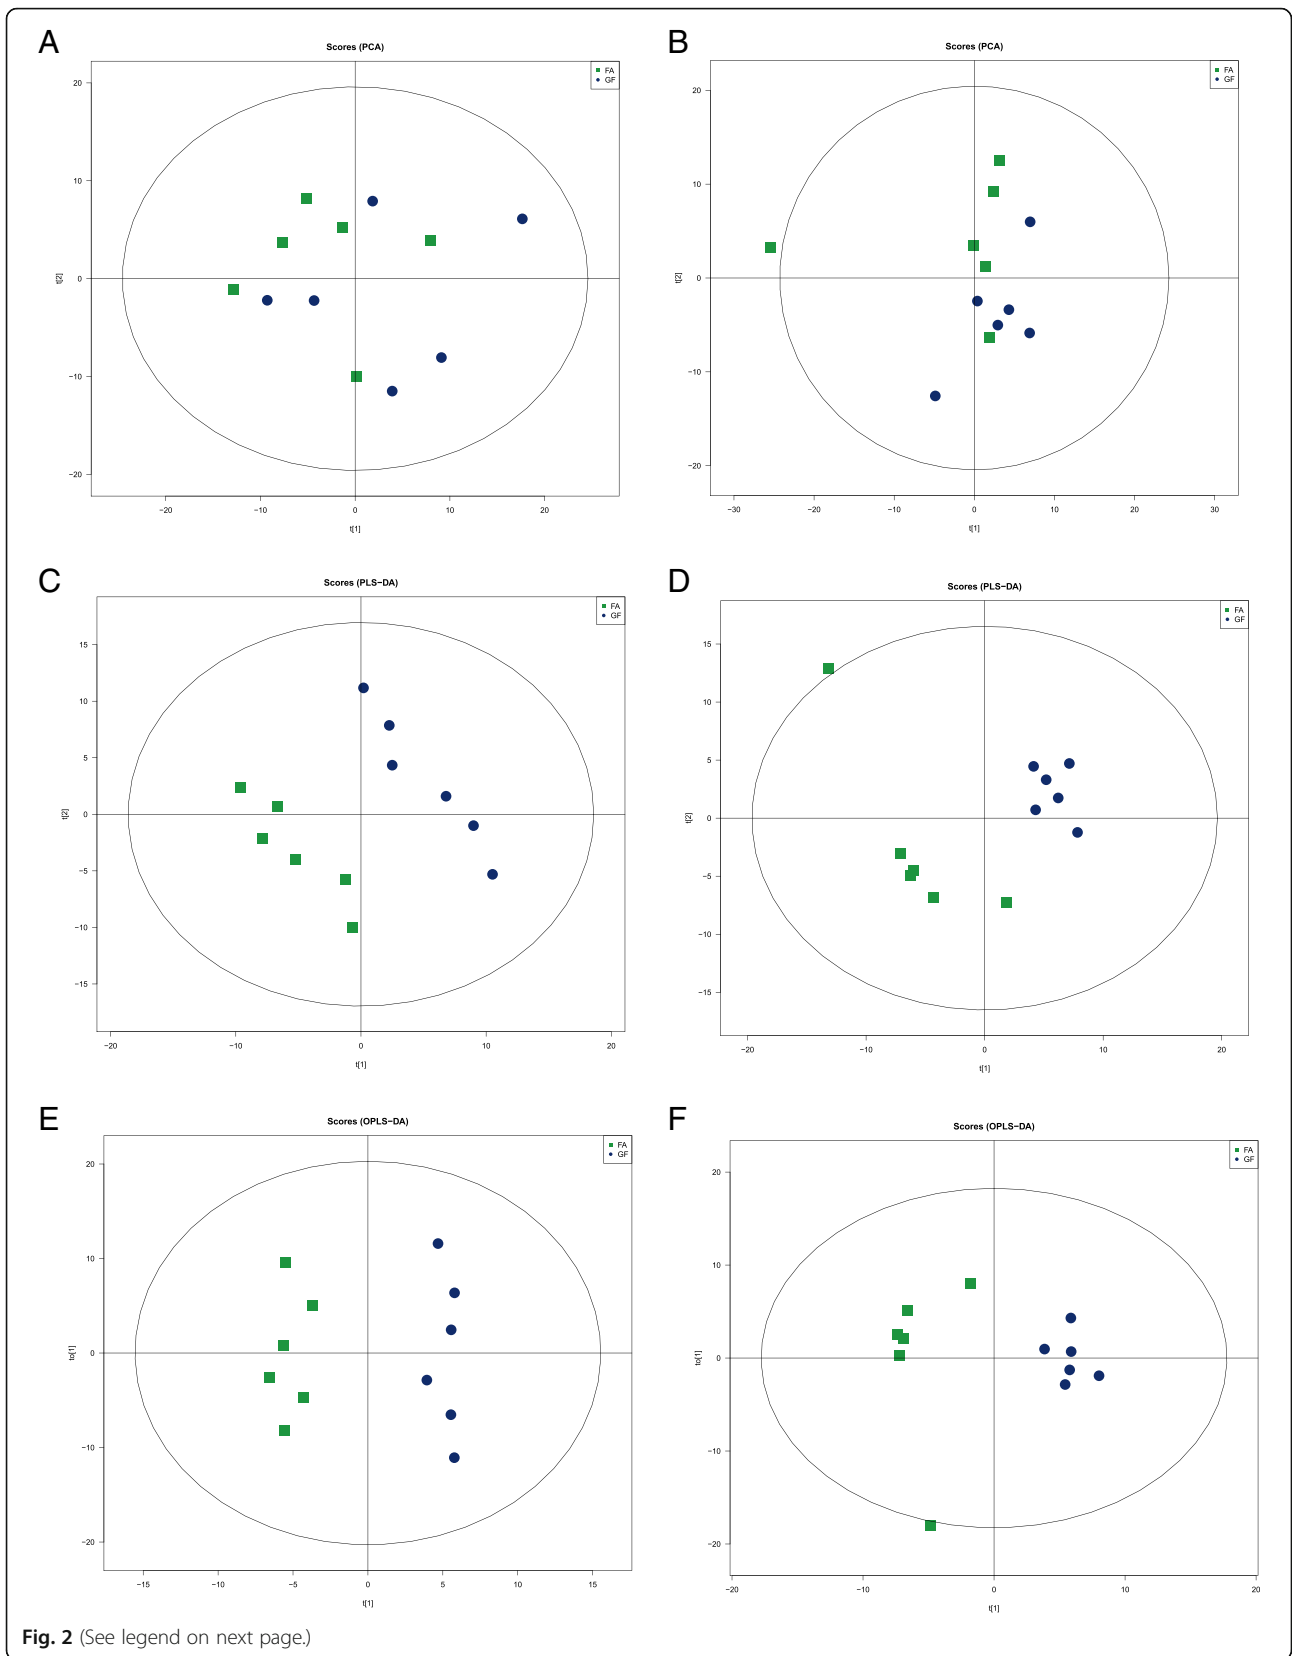 A
Scores (PCA)
FA
GF
20
10
0
−10
−20
t[2]
−20
−10
0
10
20
t[1]
B
Scores (PCA)
FA
GF
20
10
0
−10
−20
t[2]
−30
−20
−10
0
10
20
30
t[1]
C
Scores (PLS−DA)
FA
GF
15
10
5
0
−5
−10
−15
t[2]
−20
−10
0
10
20
t[1]
D
Scores (PLS−DA)
FA
GF
15
10
5
0
−5
−10
−15
t[2]
−20
−10
0
10
20
t[1]
E
Scores (OPLS−DA)
FA
GF
20
10
0
−10
−20
to[1]
−15
−10
−5
0
5
10
15
t[1]
F
Scores (OPLS−DA)
FA
GF
20
10
0
−10
−20
to[1]
−20
−10
0
10
20
t[1]
Fig. 2 (See legend on next page.)